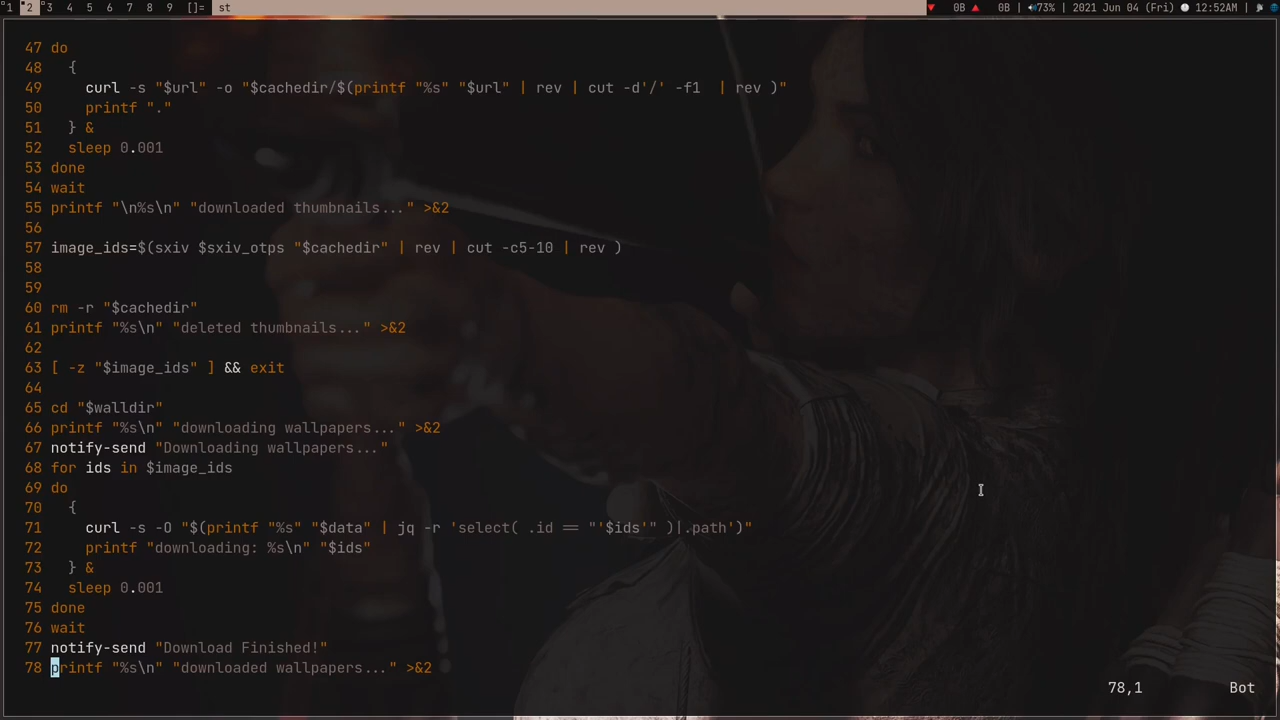 1 2 3 4 5 6 7 8 9 []= st 0B 0B | 73% | 2021 Jun 04 (Fri) 12:52AM |
47 do
48 {
49 curl -s "$url" -o "$cachedir/$(printf "%s" "$url" | rev | cut -d'/' -f1  | rev )"
50 printf "."
51 } &
52 sleep 0.001
53 done
54 wait
55 printf "\n%s\n" "downloaded thumbnails..." >&2
56
57 image_ids=$(sxiv $sxiv_otps "$cachedir" | rev | cut -c5-10 | rev )
58
59
60 rm -r "$cachedir"
61 printf "%s\n" "deleted thumbnails..." >&2
62
63 [ -z "$image_ids" ] && exit
64
65 cd "$walldir"
66 printf "%s\n" "downloading wallpapers..." >&2
67 notify-send "Downloading wallpapers..."
68 for ids in $image_ids
69 do
70 {
71 curl -s -O "$(printf "%s" "$data" | jq -r 'select( .id == "'$ids'" )|.path')"
72 printf "downloading: %s\n" "$ids"
73 } &
74 sleep 0.001
75 done
76 wait
77 notify-send "Download Finished!"
78 printf "%s\n" "downloaded wallpapers..." >&2
78,1 Bot